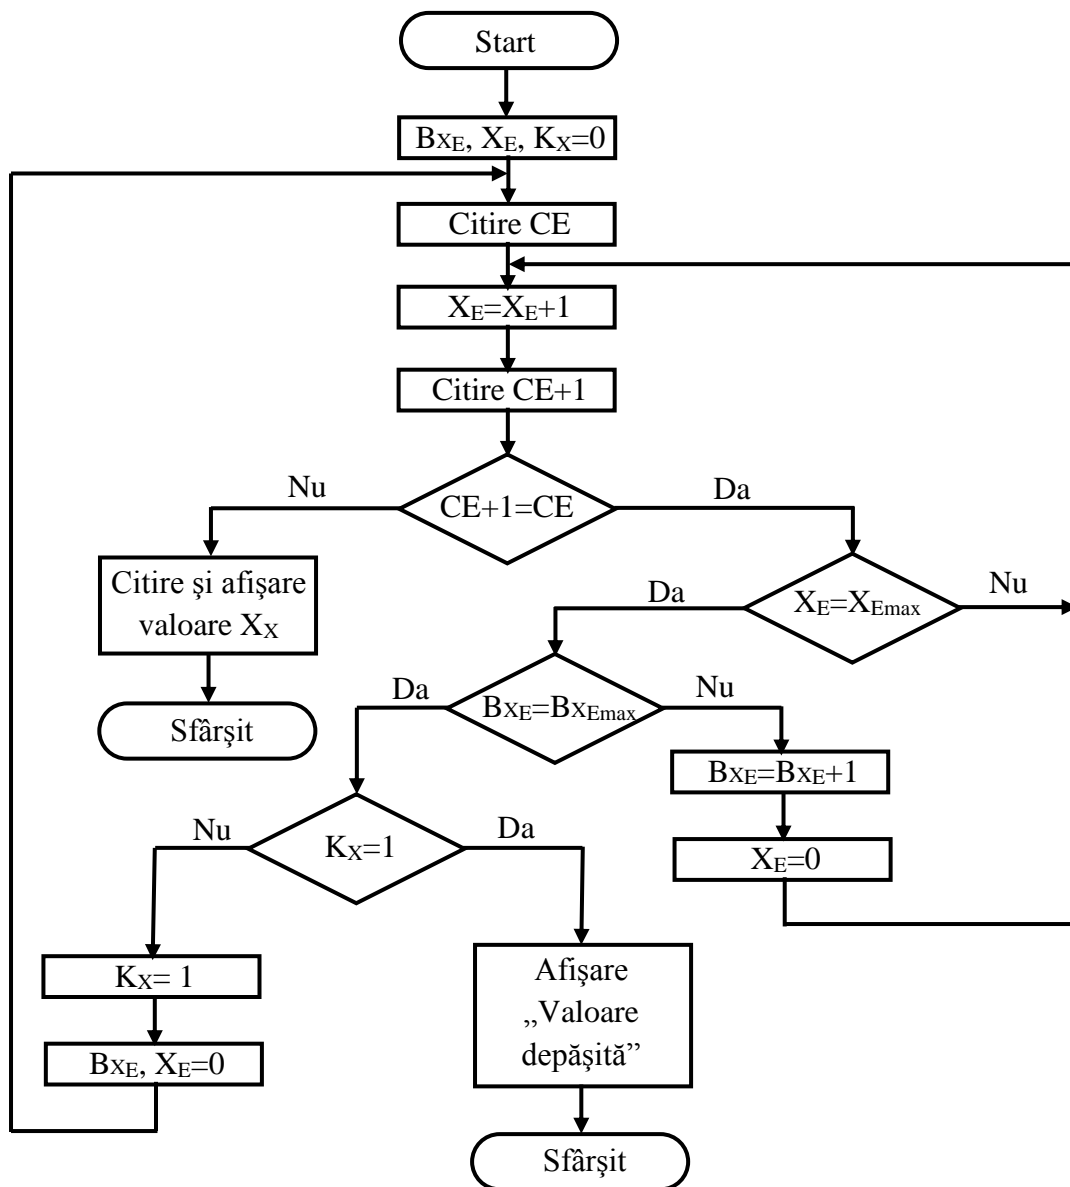 Start
BXE, XE, KX=0
Citire CE
XE=XE+1
Citire CE+1
CE+1=CE
Nu
Da
Citire şi afişare
valoare XX
Sfârşit
XE=XEmax
Da
Nu
BXE=BXEmax
Da
Nu
BXE=BXE+1
XE=0
KX=1
Nu
Da
KX= 1
BXE, XE=0
Afişare
„Valoare
depăşită”
Sfârşit